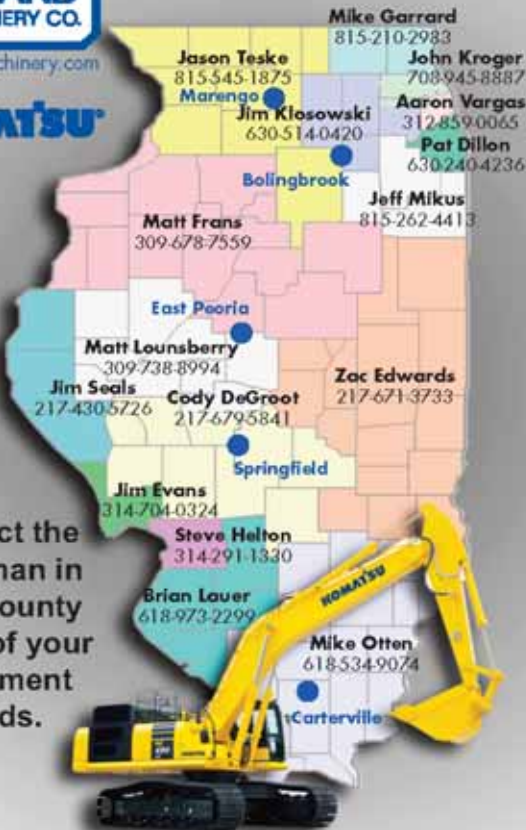 NERY CO.
chinery.com
ATSU
Mike Garrard
815-210-2983
Jason Teske
815-545-1875
John Kroger
708-945-8887
Marengo
Aaron Vargas
312-859-0065
Jim Klosowski
630-514-0420
Pat Dillon
630-240-4236
Bolingbrook
Jeff Mikus
815-262-4413
Matt Frans
309-678-7559
East Peoria
Matt Lounsberry
309-738-8994
Zac Edwards
217-671-3733
Jim Seals
217-430-5726
Cody DeGroot
217-679-5841
Springfield
Jim Evans
314-704-0324
Steve Helton
314-291-1330
Brian Lauer
618-973-2299
Mike Otten
618-534-9074
Carterville
ct the
man in
ounty
of your
ment
ds.
KOMATSU